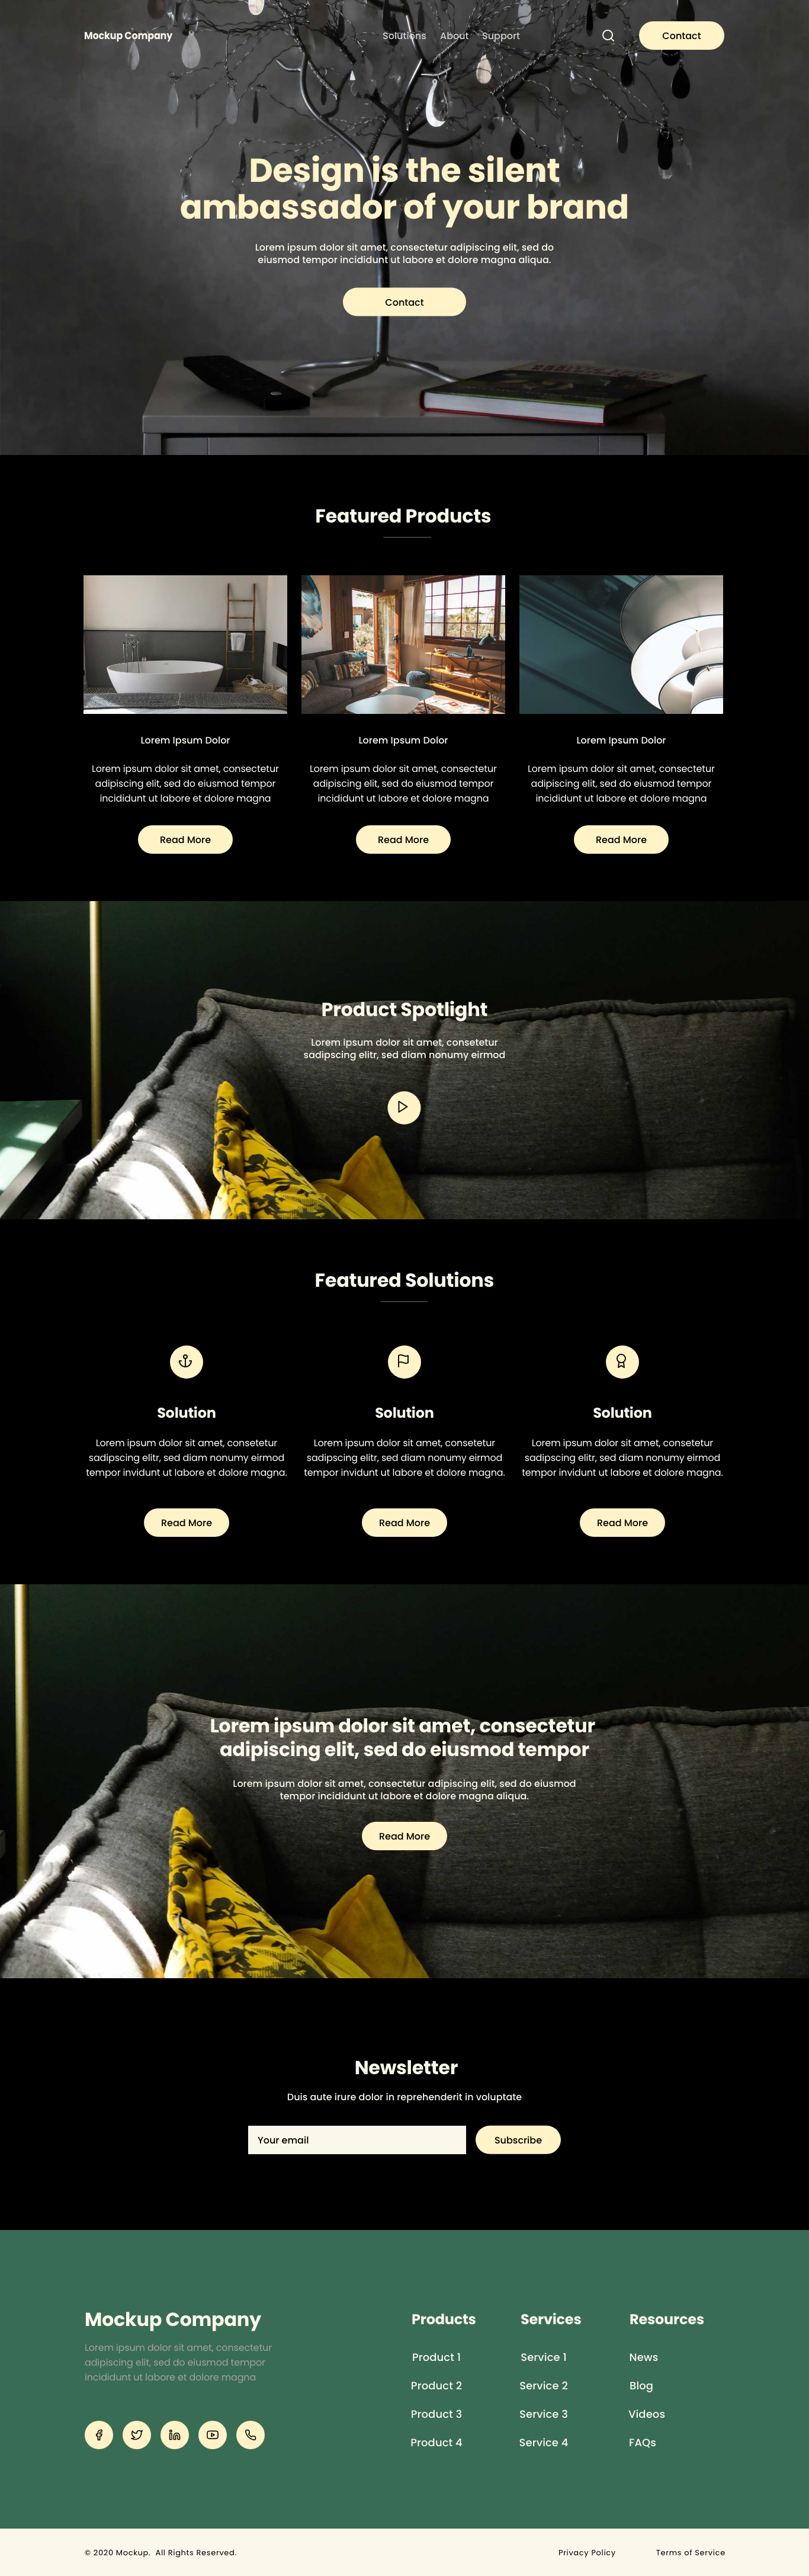 Mockup Company
Solutions About Support
Contact
Design is the silent
ambassador of your brand
Lorem ipsum dolor sit amet, consectetur adipiscing elit, sed do
eiusmod tempor incididunt ut labore et dolore magna aliqua.
Contact
Featured Products
Lorem Ipsum Dolor
Lorem ipsum dolor sit amet, consectetur
adipiscing elit, sed do eiusmod tempor
incididunt ut labore et dolore magna
Read More
Lorem Ipsum Dolor
Lorem ipsum dolor sit amet, consectetur
adipiscing elit, sed do eiusmod tempor
incididunt ut labore et dolore magna
Read More
Lorem Ipsum Dolor
Lorem ipsum dolor sit amet, consectetur
adipiscing elit, sed do eiusmod tempor
incididunt ut labore et dolore magna
Read More
Product Spotlight
Lorem ipsum dolor sit amet, consetetur
sadipscing elitr, sed diam nonumy eirmod
Featured Solutions
Solution
Lorem ipsum dolor sit amet, consetetur
sadipscing elitr, sed diam nonumy eirmod
tempor invidunt ut labore et dolore magna.
Read More
Solution
Lorem ipsum dolor sit amet, consetetur
sadipscing elitr, sed diam nonumy eirmod
tempor invidunt ut labore et dolore magna.
Read More
Solution
Lorem ipsum dolor sit amet, consetetur
sadipscing elitr, sed diam nonumy eirmod
tempor invidunt ut labore et dolore magna.
Read More
Lorem ipsum dolor sit amet, consectetur
adipiscing elit, sed do eiusmod tempor
Lorem ipsum dolor sit amet, consectetur adipiscing elit, sed do eiusmod
tempor incididunt ut labore et dolore magna aliqua.
Read More
Newsletter
Duis aute irure dolor in reprehenderit in voluptate
Your email
Subscribe
Mockup Company
Lorem ipsum dolor sit amet, consectetur
adipiscing elit, sed do eiusmod tempor
incididunt ut labore et dolore magna
Products
Product 1
Product 2
Product 3
Product 4
Services
Service 1
Service 2
Service 3
Service 4
Resources
News
Blog
Videos
FAQs
© 2020 Mockup. All Rights Reserved.
Privacy Policy
Terms of Service